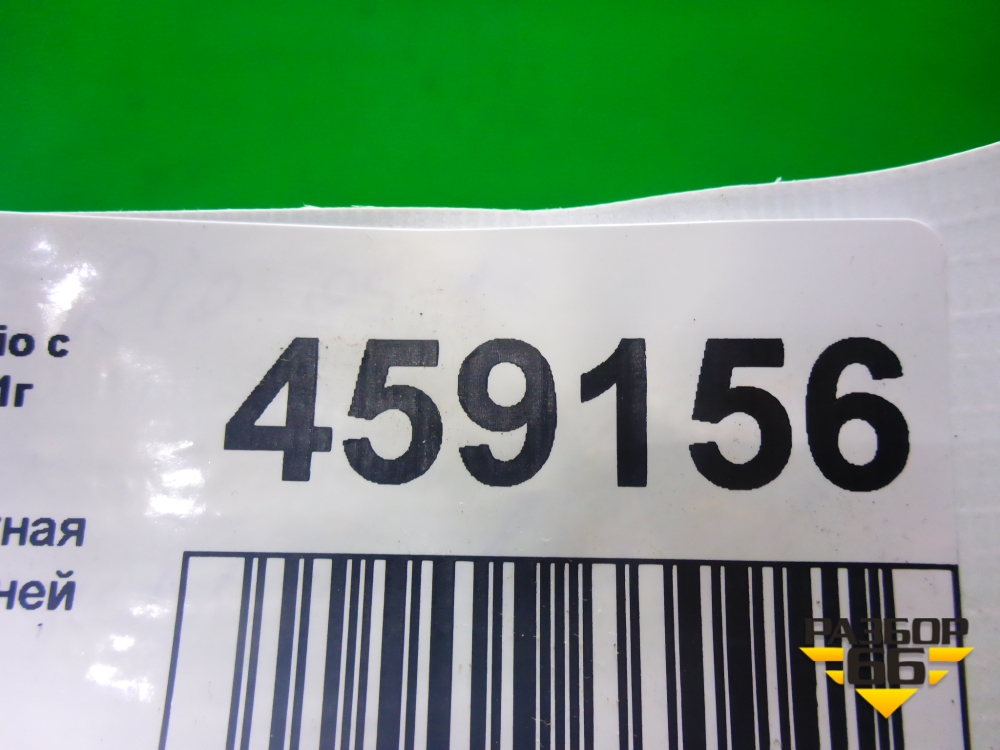 io с
1г
459156
ная
ней
РАЗБОР
66